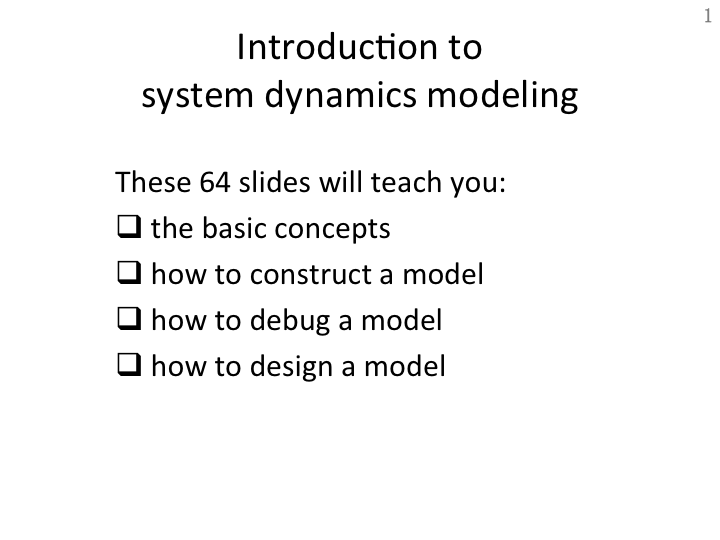 1
Introduction to
system dynamics modeling
These 64 slides will teach you:
❑ the basic concepts
❑ how to construct a model
❑ how to debug a model
❑ how to design a model